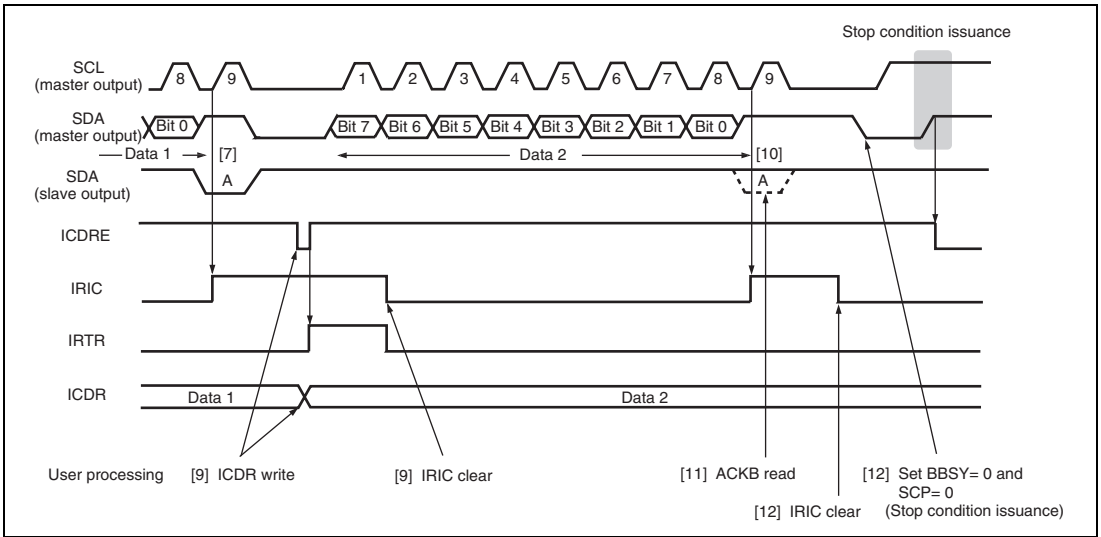 Stop condition issuance
SCL
(master output)
8 9 1 2 3 4 5 6 7 8 9
SDA
(master output)
Bit 0 Bit 7 Bit 6 Bit 5 Bit 4 Bit 3 Bit 2 Bit 1 Bit 0
Data 1 [7] Data 2 [10]
SDA
(slave output)
A A
ICDRE
IRIC
IRTR
ICDR
Data 1 Data 2
User processing [9] ICDR write [9] IRIC clear [11] ACKB read [12] Set BBSY= 0 and
SCP= 0
[12] IRIC clear (Stop condition issuance)